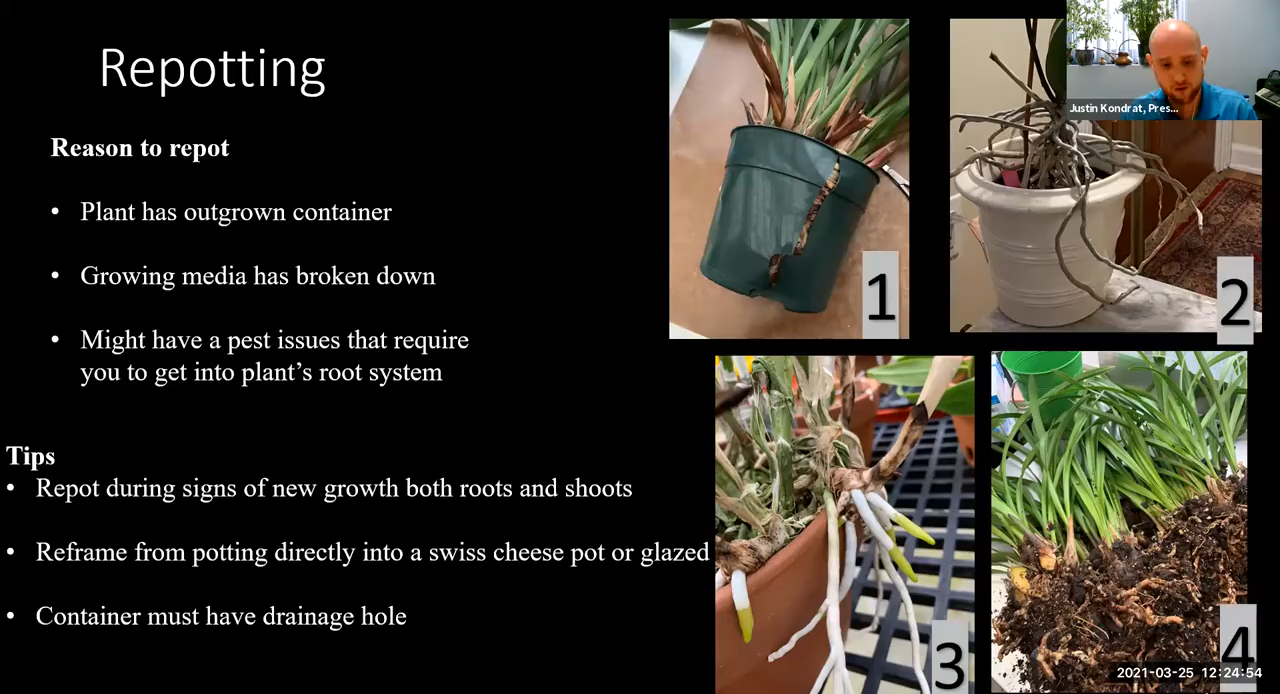 Repotting
Reason to repot
• Plant has outgrown container
• Growing media has broken down
• Might have a pest issues that require
you to get into plant's root system
Tips
• Repot during signs of new growth both roots and shoots
• Reframe from potting directly into a swiss cheese pot or glazed
• Container must have drainage hole
1
2
Justin Kondrat, Pres...
3
4
2021-03-25 12:24:54